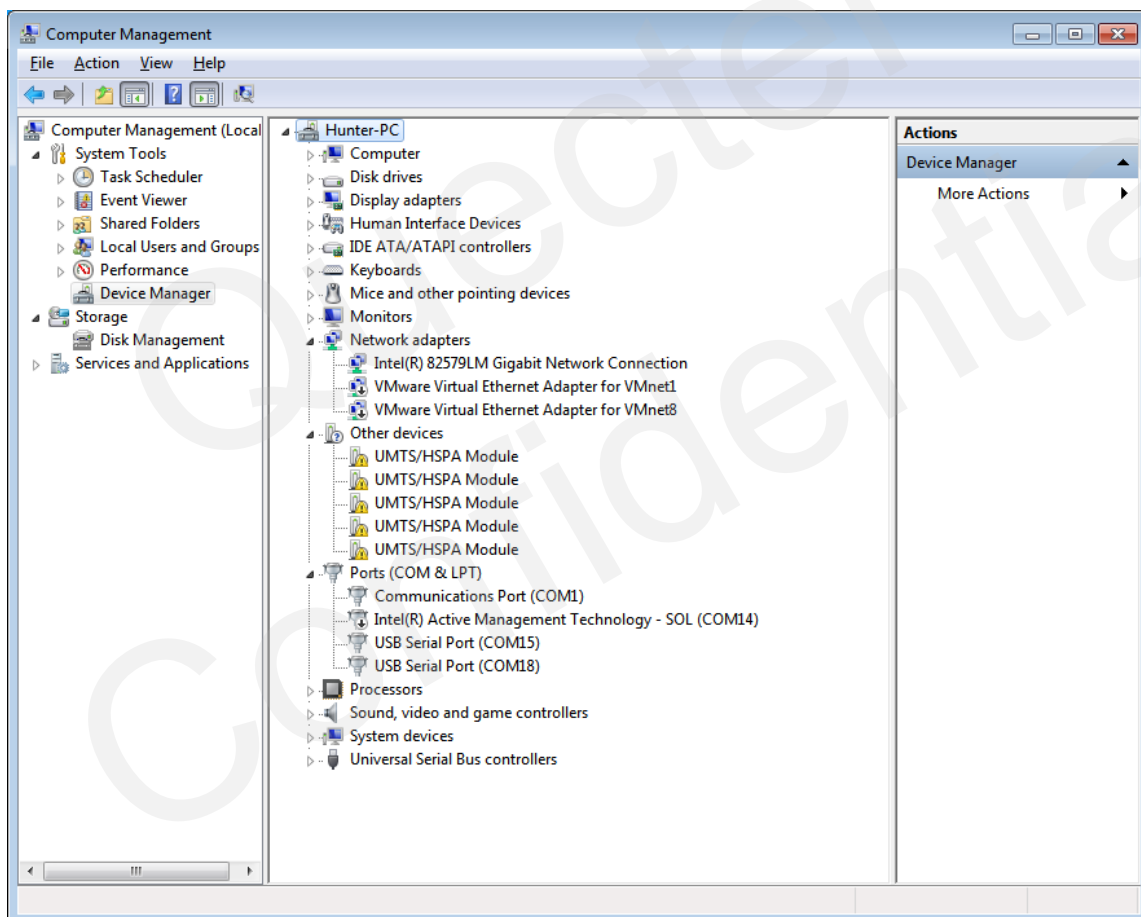 Computer Management
File Action View Help
Computer Management (Local
System Tools
Task Scheduler
Event Viewer
Shared Folders
Local Users and Groups
Performance
Device Manager
Storage
Disk Management
Services and Applications
Hunter-PC
Computer
Disk drives
Display adapters
Human Interface Devices
IDE ATA/ATAPI controllers
Keyboards
Mice and other pointing devices
Monitors
Network adapters
Intel(R) 82579LM Gigabit Network Connection
VMware Virtual Ethernet Adapter for VMnet1
VMware Virtual Ethernet Adapter for VMnet8
Other devices
UMTS/HSPA Module
UMTS/HSPA Module
UMTS/HSPA Module
UMTS/HSPA Module
UMTS/HSPA Module
Ports (COM & LPT)
Communications Port (COM1)
Intel(R) Active Management Technology - SOL (COM14)
USB Serial Port (COM15)
USB Serial Port (COM18)
Processors
Sound, video and game controllers
System devices
Universal Serial Bus controllers
Actions
Device Manager
More Actions
Quectel
Confidential